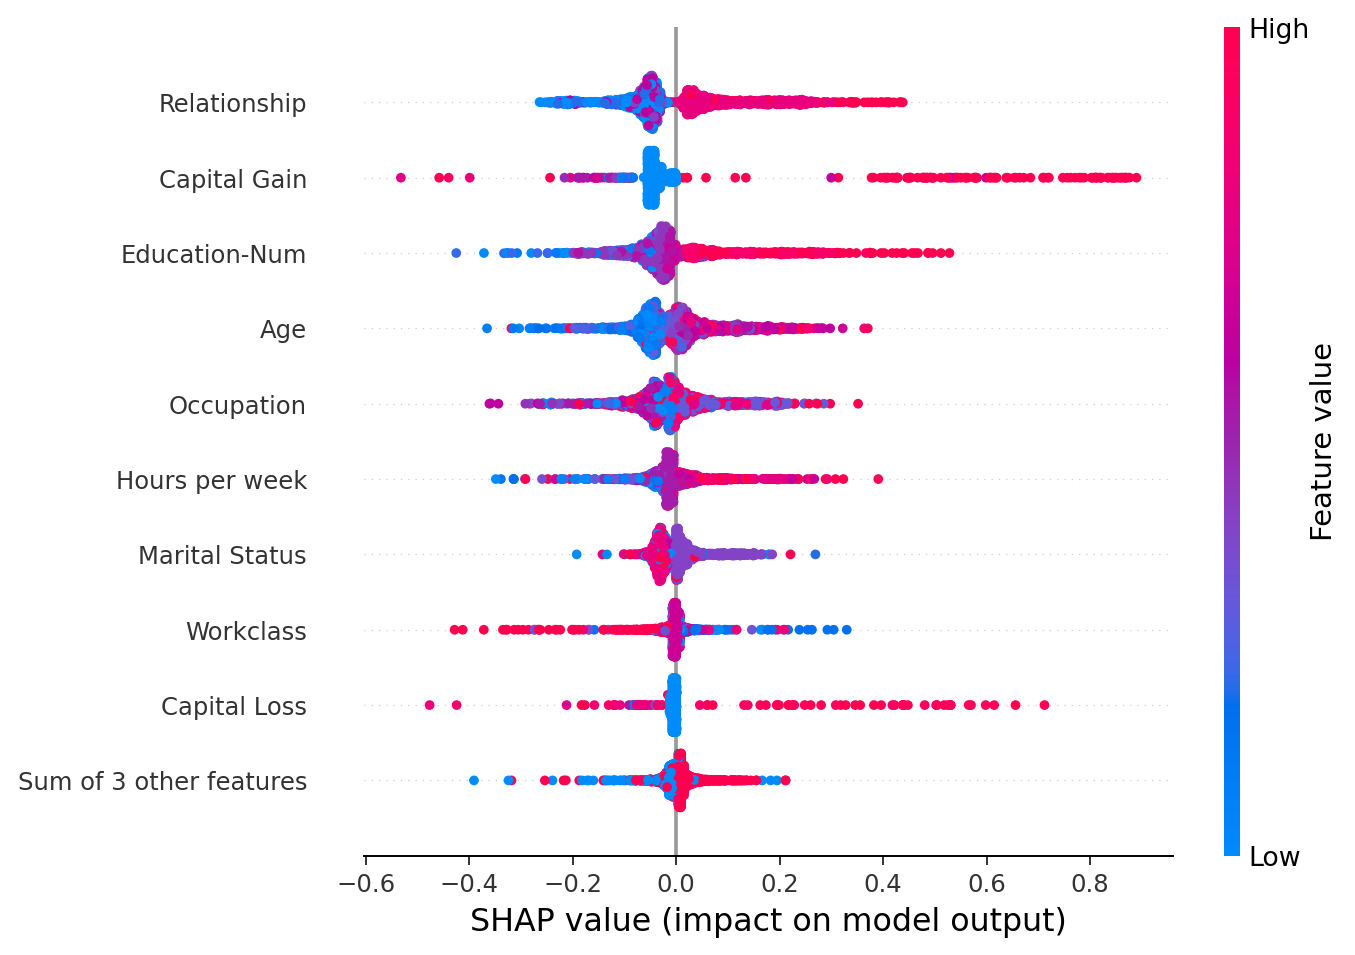 High
Relationship
Capital Gain
Education-Num
Age
Occupation
Hours per week
Marital Status
Workclass
Capital Loss
Sum of 3 other features
Feature value
Low
−0.6 −0.4 −0.2 0.0 0.2 0.4 0.6 0.8
SHAP value (impact on model output)